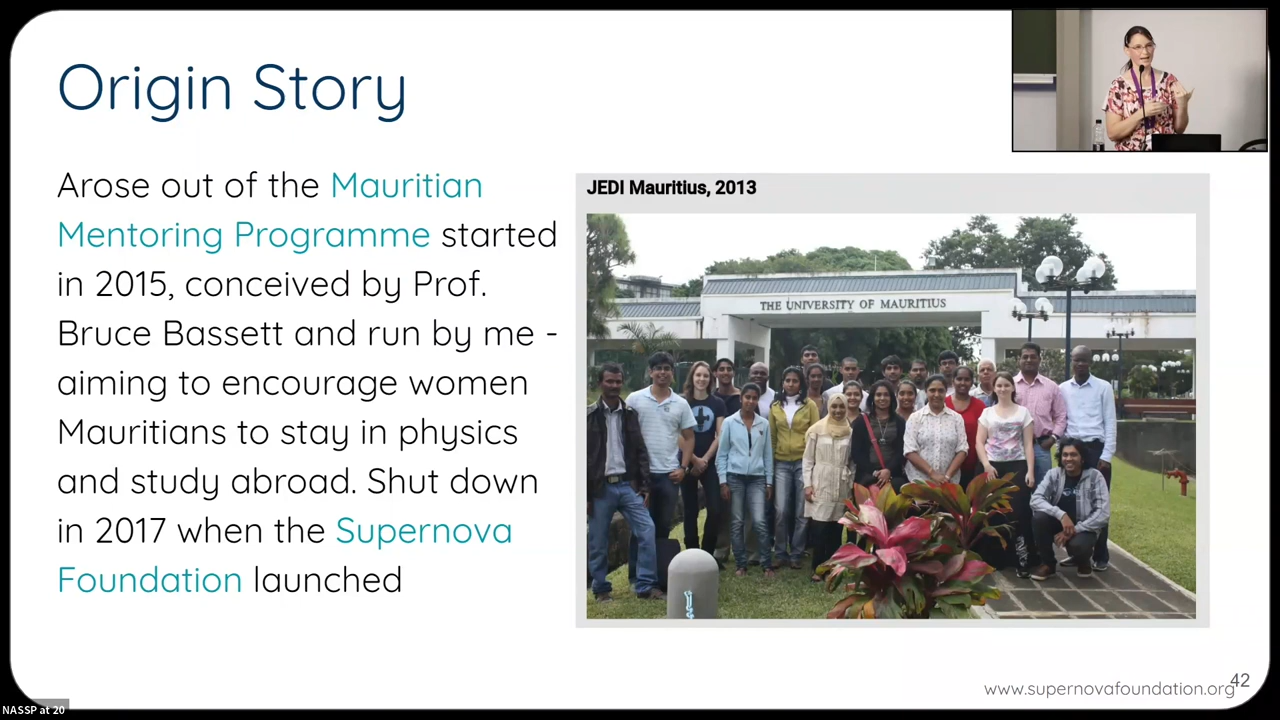 Origin Story
Arose out of the Mauritian
Mentoring Programme started
in 2015, conceived by Prof.
Bruce Bassett and run by me -
aiming to encourage women
Mauritians to stay in physics
and study abroad. Shut down
in 2017 when the Supernova
Foundation launched
JEDI Mauritius, 2013
THE UNIVERSITY OF MAURITIUS
www.supernovafoundation.org
42
NASSP at 20